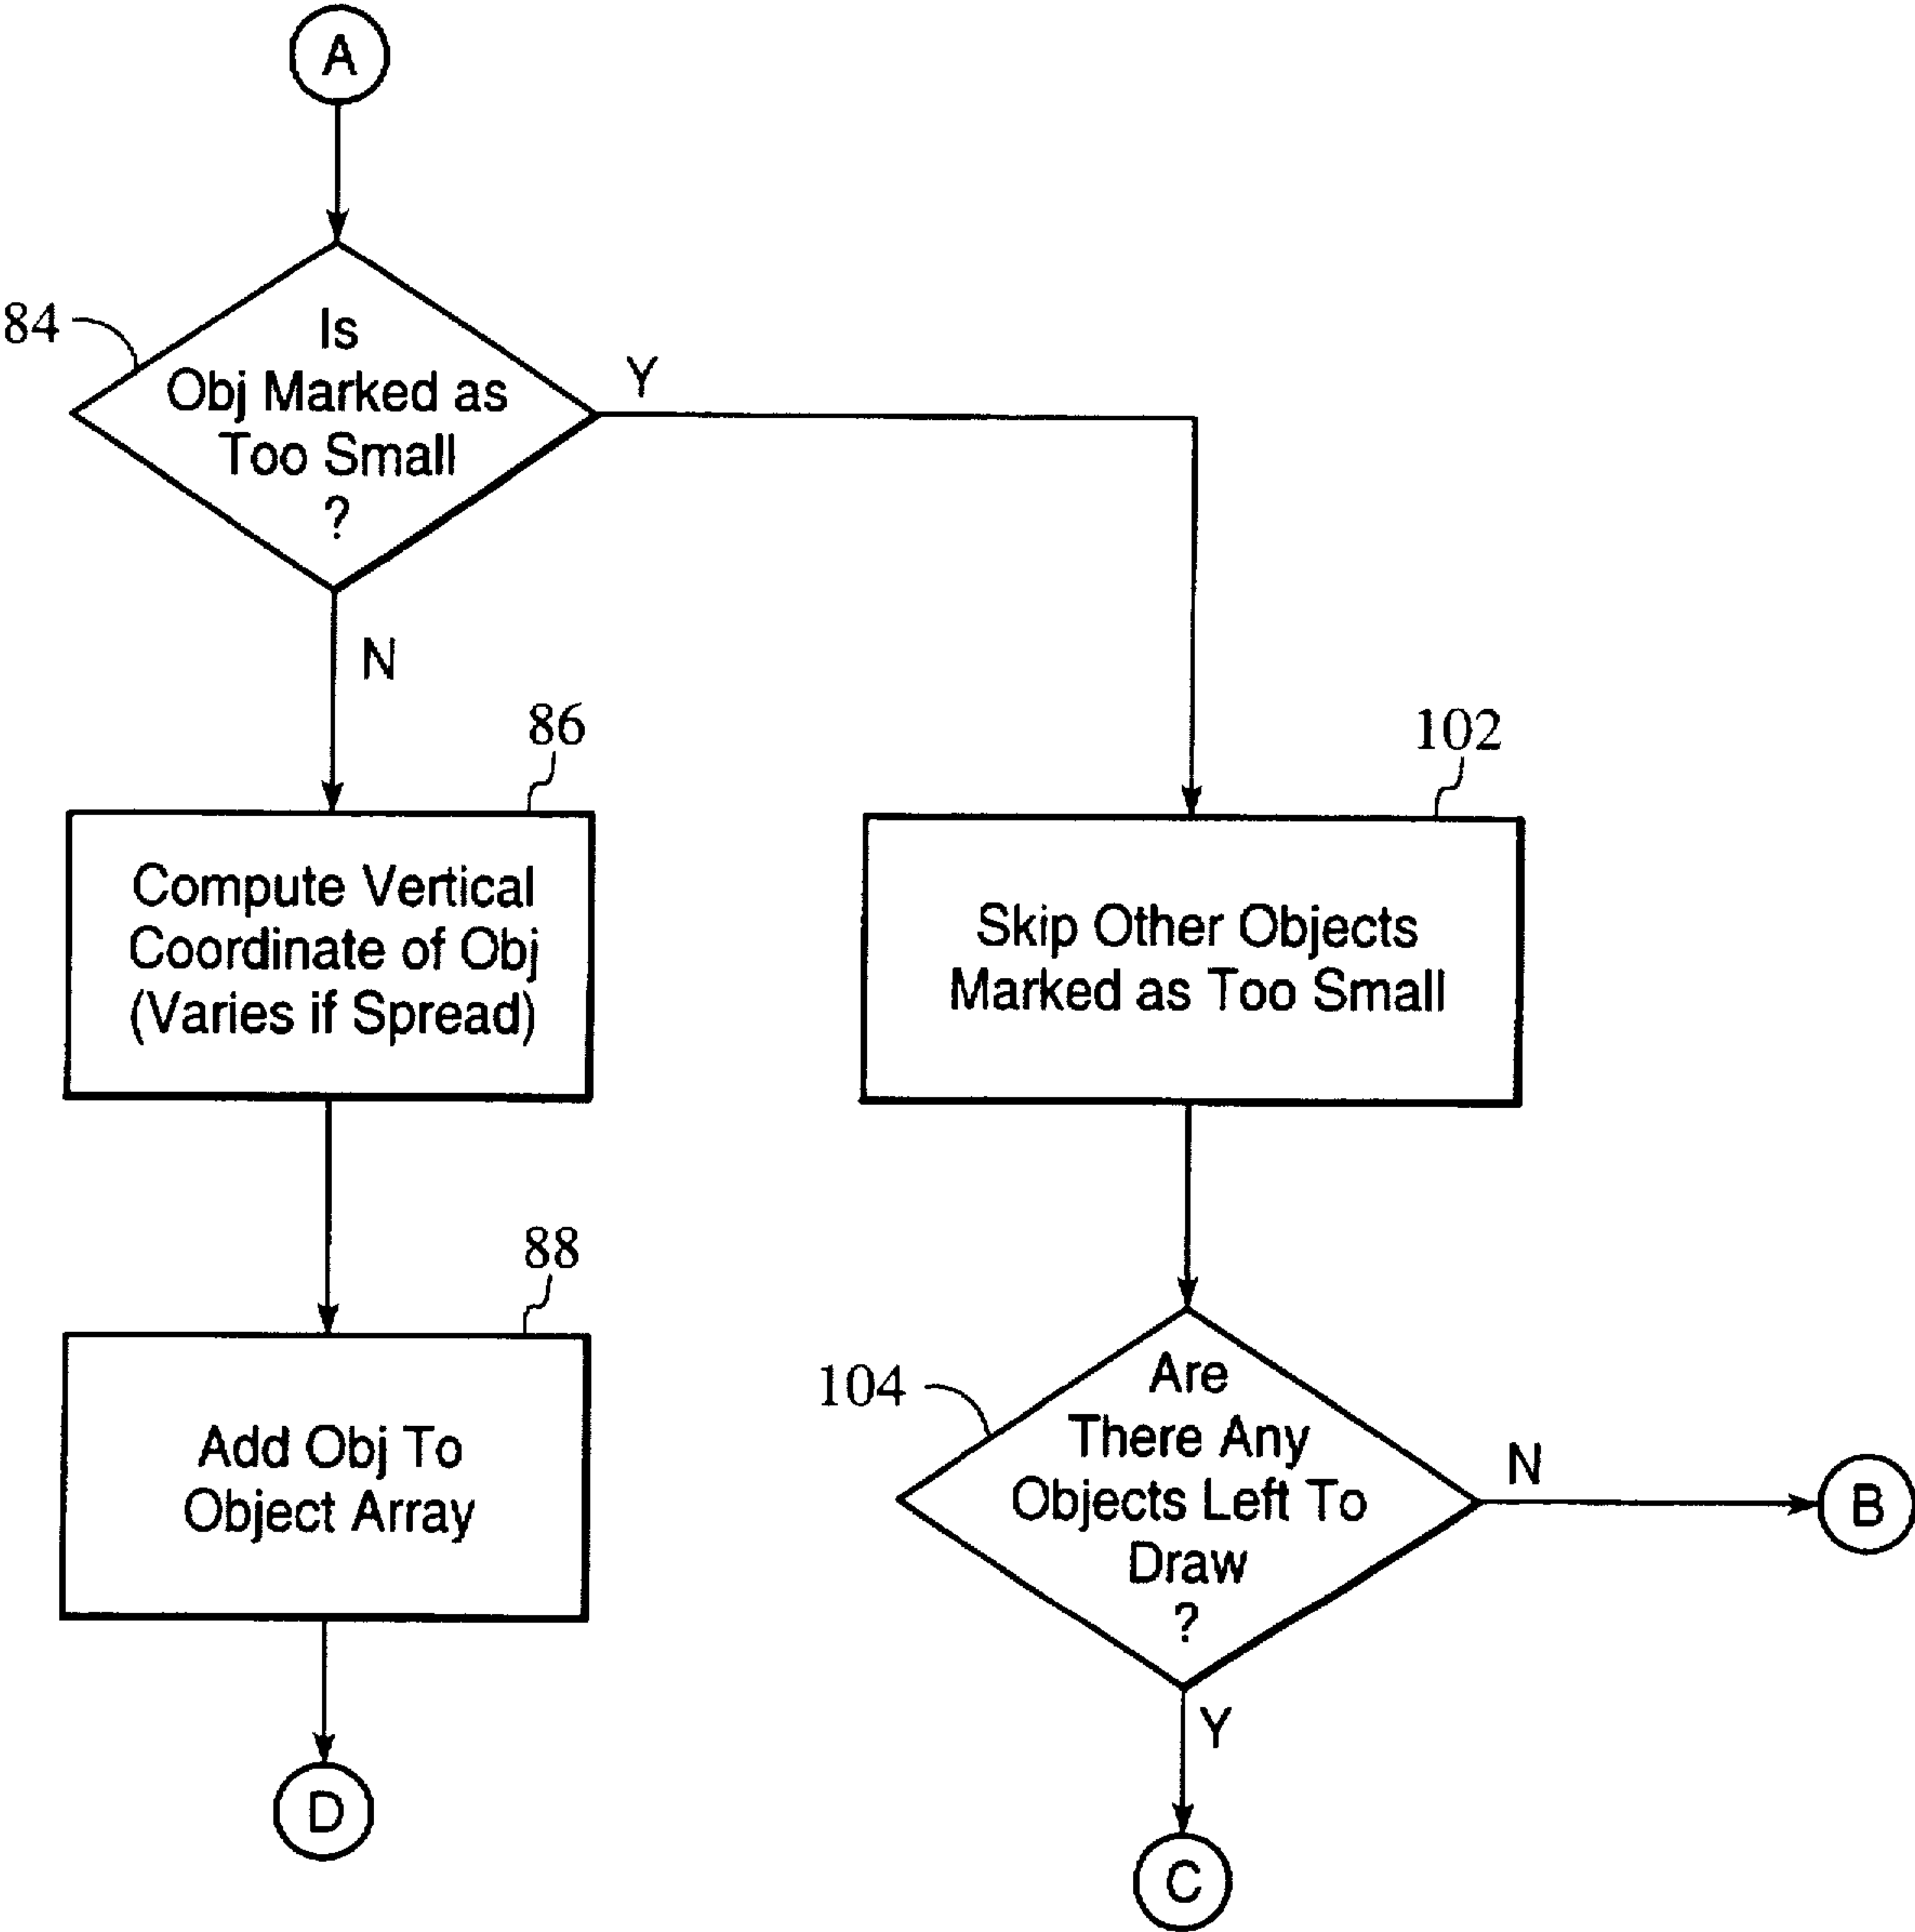 A
84
Is
Obj Marked as
Too Small
?
Y
N
86
Compute Vertical
Coordinate of Obj
(Varies if Spread)
88
Add Obj To
Object Array
D
102
Skip Other Objects
Marked as Too Small
104
Are
There Any
Objects Left To
Draw
?
N
B
Y
C